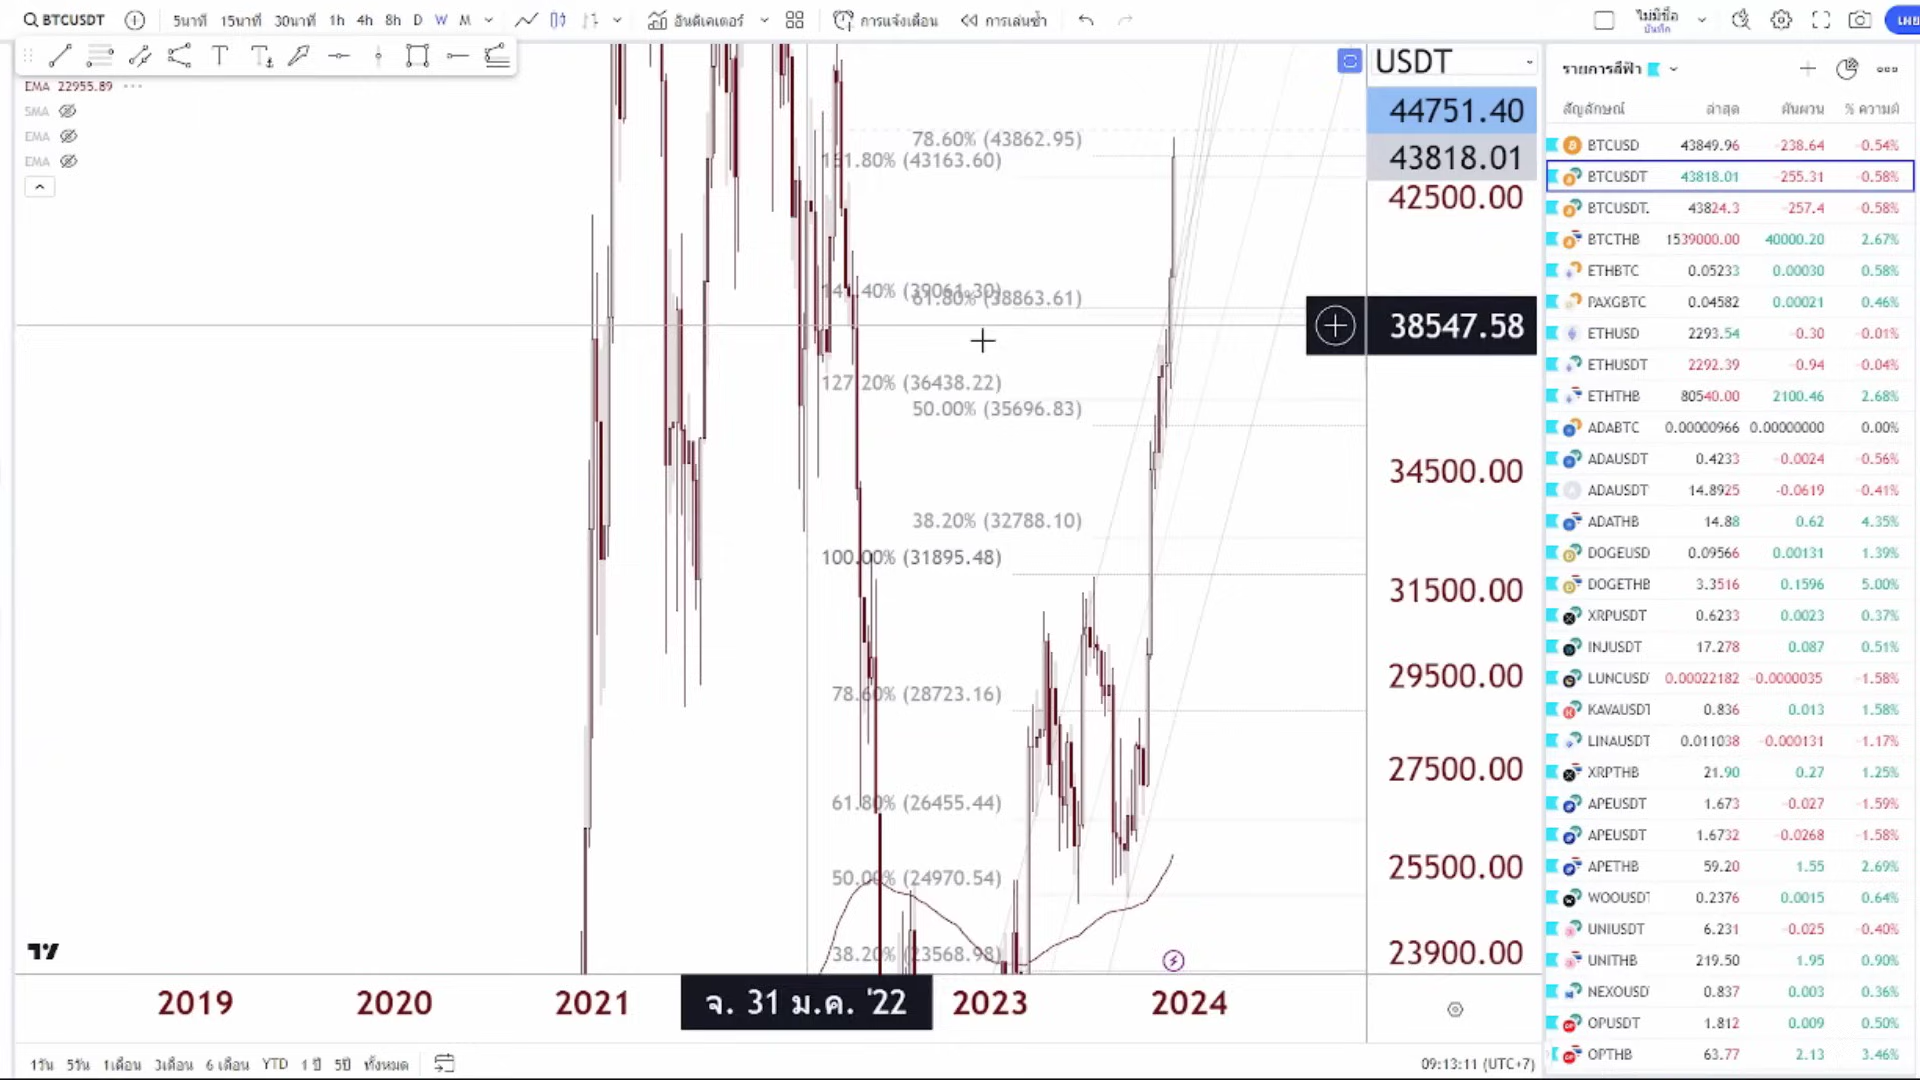 BTCUSDT 5นาที 15นาที 30นาที 1h 4h 8h D W M อินดิเคเตอร์ การแจ้งเตือน การเล่นซ้ำ ไม่มีชื่อ
บันทึก
EMA 22955.89
SMA
EMA
EMA
78.60% (43862.95)
161.80% (43163.60)
61.80% (38863.61)
127.20% (36438.22)
50.00% (35696.83)
38.20% (32788.10)
100.00% (31895.48)
78.60% (28723.16)
61.80% (26455.44)
50.00% (24970.54)
38.20% (23568.98)
USDT
44751.40
43818.01
42500.00
38547.58
34500.00
31500.00
29500.00
27500.00
25500.00
23900.00
2019 2020 2021 จ. 31 ม.ค. '22 2023 2024
1วัน 5วัน 1เดือน 3เดือน 6 เดือน YTD 1 ปี 5ปี ทั้งหมด
09:13:11 (UTC+7)
รายการสีฟ้า
สัญลักษณ์ ล่าสุด ผันผวน
BTCUSD 43849.96 -238.64 -0.54%
BTCUSDT 43818.01 -255.31 -0.58%
BTCUSDT. 43824.3 -257.4 -0.58%
BTCTHB 1539000.00 40000.20 2.67%
ETHBTC 0.05233 0.00030 0.58%
PAXGBTC 0.04582 0.00021 0.46%
ETHUSD 2293.54 -0.30 -0.01%
ETHUSDT 2292.39 -0.94 -0.04%
ETHTHB 80540.00 2100.46 2.68%
ADABTC 0.00000966 0.00000000 0.00%
ADAUSDT 0.4233 -0.0024 -0.56%
ADAUSDT 14.8925 -0.0619 -0.41%
ADATHB 14.88 0.62 4.35%
DOGEUSD 0.09566 0.00131 1.39%
DOGETHB 3.3516 0.1596 5.00%
XRPUSDT 0.6233 0.0023 0.37%
INJUSDT 17.278 0.087 0.51%
LUNCUSD 0.00022182 -0.0000035 -1.58%
KAVAUSDT 0.836 0.013 1.58%
LINAUSDT 0.011038 -0.000131 -1.17%
XRPTHB 21.90 0.27 1.25%
APEUSDT 1.673 -0.027 -1.59%
APEUSDT 1.6732 -0.0268 -1.58%
APETHB 59.20 1.55 2.69%
WOOUSDT 0.2376 0.0015 0.64%
UNIUSDT 6.231 -0.025 -0.40%
UNITHB 219.50 1.95 0.90%
NEXOUSD 0.837 0.003 0.36%
OPUSDT 1.812 0.009 0.50%
OPTHB 63.77 2.13 3.46%